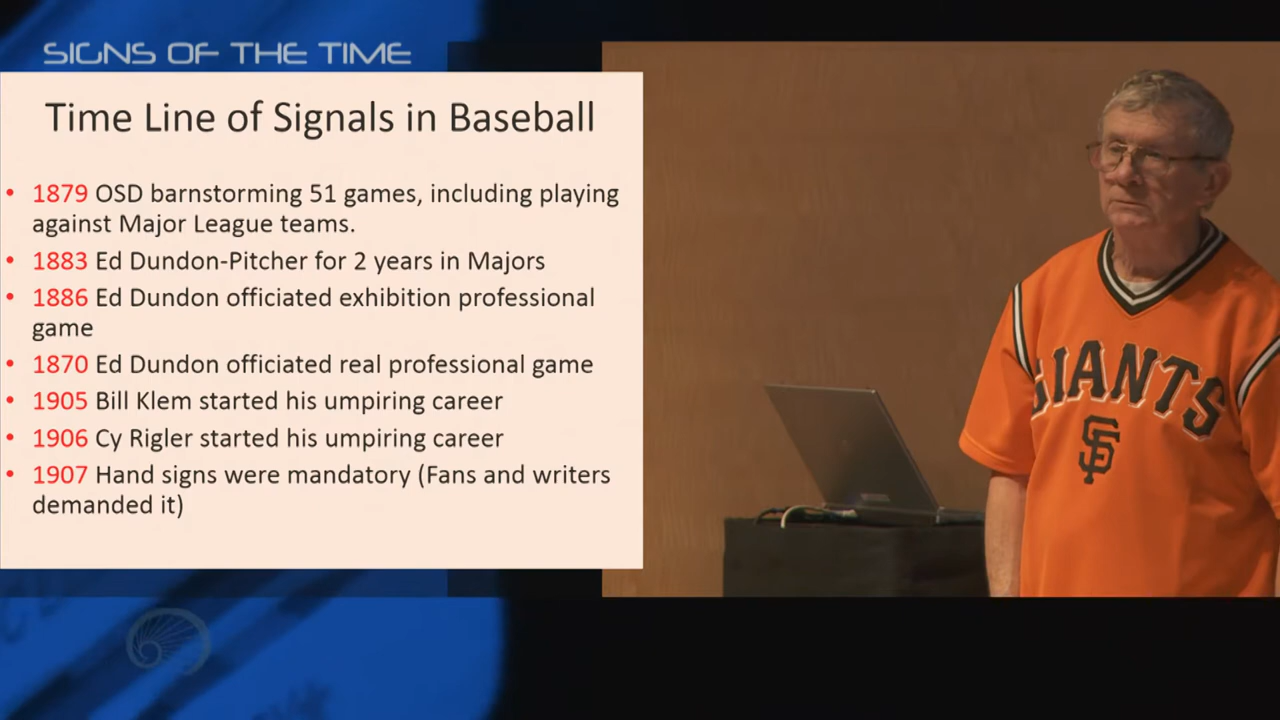 SIGNS OF THE TIME
Time Line of Signals in Baseball
• 1879 OSD barnstorming 51 games, including playing
against Major League teams.
• 1883 Ed Dundon-Pitcher for 2 years in Majors
• 1886 Ed Dundon officiated exhibition professional
game
• 1870 Ed Dundon officiated real professional game
• 1905 Bill Klem started his umpiring career
• 1906 Cy Rigler started his umpiring career
• 1907 Hand signs were mandatory (Fans and writers
demanded it)
GIANTS
SF